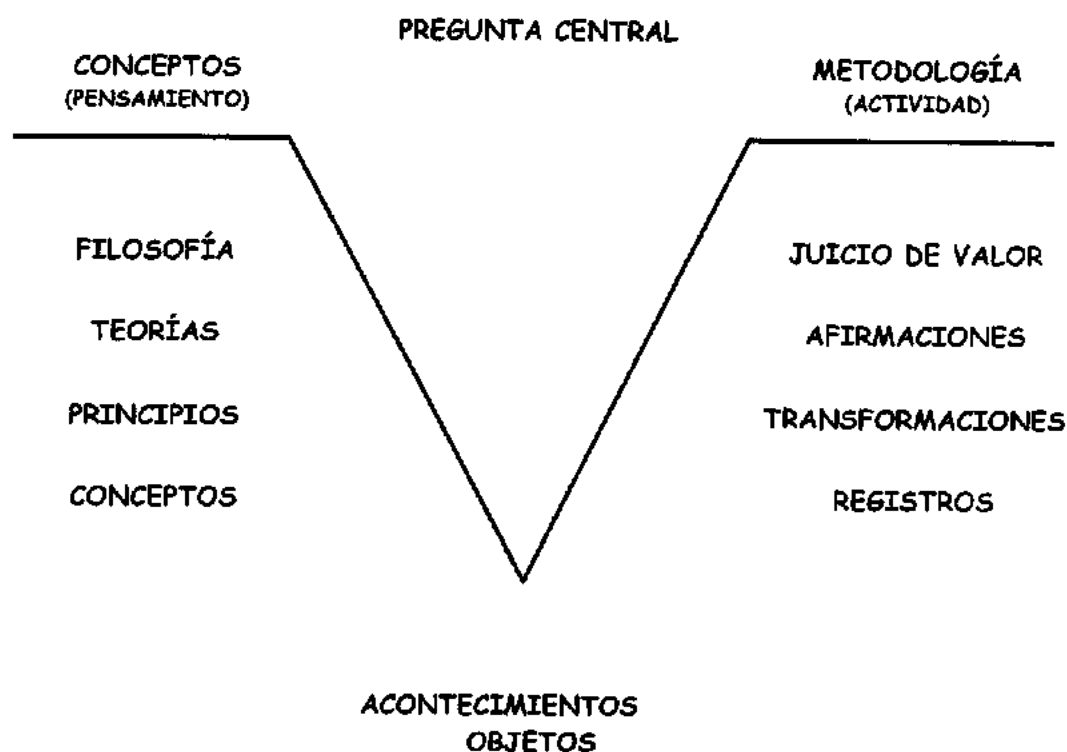 PREGUNTA CENTRAL
CONCEPTOS
(PENSAMIENTO)
METODOLOGÍA
(ACTIVIDAD)
FILOSOFÍA
TEORÍAS
PRINCIPIOS
CONCEPTOS
JUICIO DE VALOR
AFIRMACIONES
TRANSFORMACIONES
REGISTROS
ACONTECIMIENTOS
OBJETOS